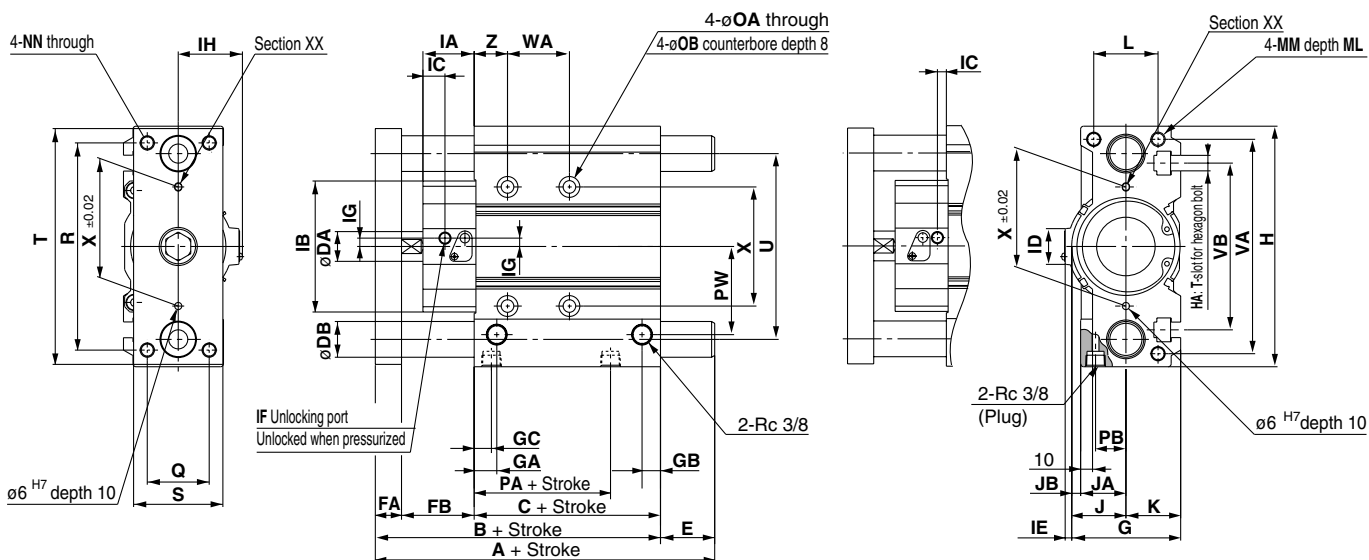 4-NN through
IH
Section XX
T
R
X ±0.02
ø6 H7 depth 10
Q
S
4-øOA through
4-øOB counterbore depth 8
IA
Z
WA
IC
IG
IB
øDA
IG
øDB
PW
X
U
IF Unlocking port
Unlocked when pressurized
2-Rc 3/8
GC
GA
GB
PA + Stroke
FA
FB
C + Stroke
B + Stroke
E
A + Stroke
IC
Section XX
L
4-MM depth ML
X ±0.02
ID
HA: T-slot for hexagon bolt
VB
VA
H
2-Rc 3/8
(Plug)
ø6 H7 depth 10
PB
10
JB
JA
J
K
IE
G